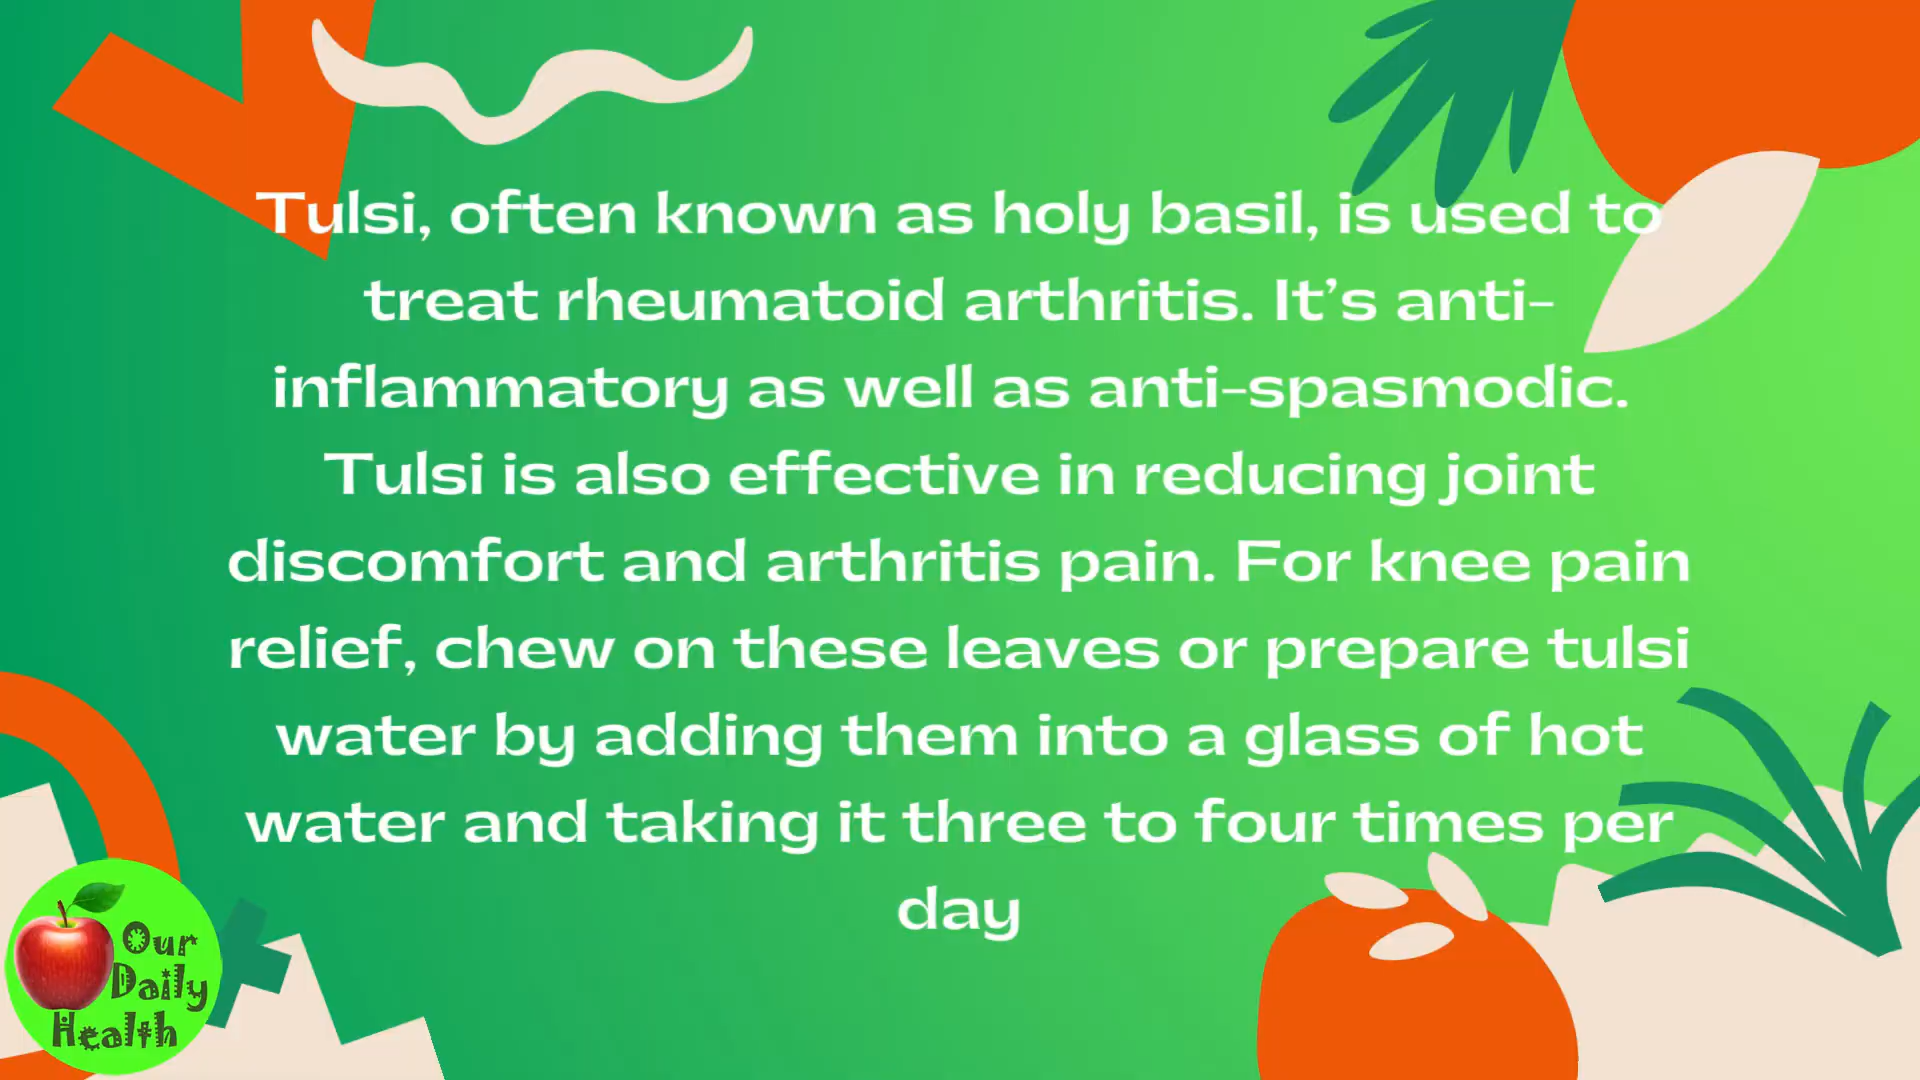 Tulsi, often known as holy basil, is used to
treat rheumatoid arthritis. It’s anti-
inflammatory as well as anti-spasmodic.
Tulsi is also effective in reducing joint
discomfort and arthritis pain. For knee pain
relief, chew on these leaves or prepare tulsi
water by adding them into a glass of hot
water and taking it three to four times per
day
Our
Daily
Health